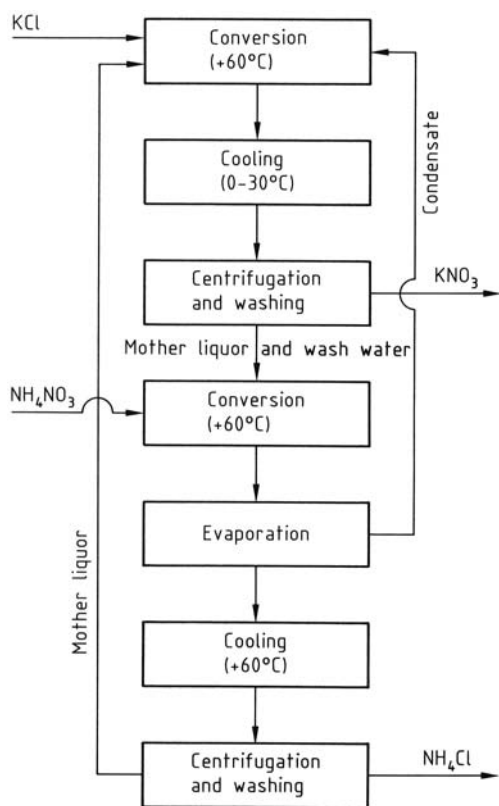 KCl
Conversion
(+60°C)
Cooling
(0–30°C)
Condensate
Centrifugation
and washing
KNO₃
Mother liquor and wash water
NH₄NO₃
Conversion
(+60°C)
Evaporation
Mother liquor
Cooling
(+60°C)
Centrifugation
and washing
NH₄Cl